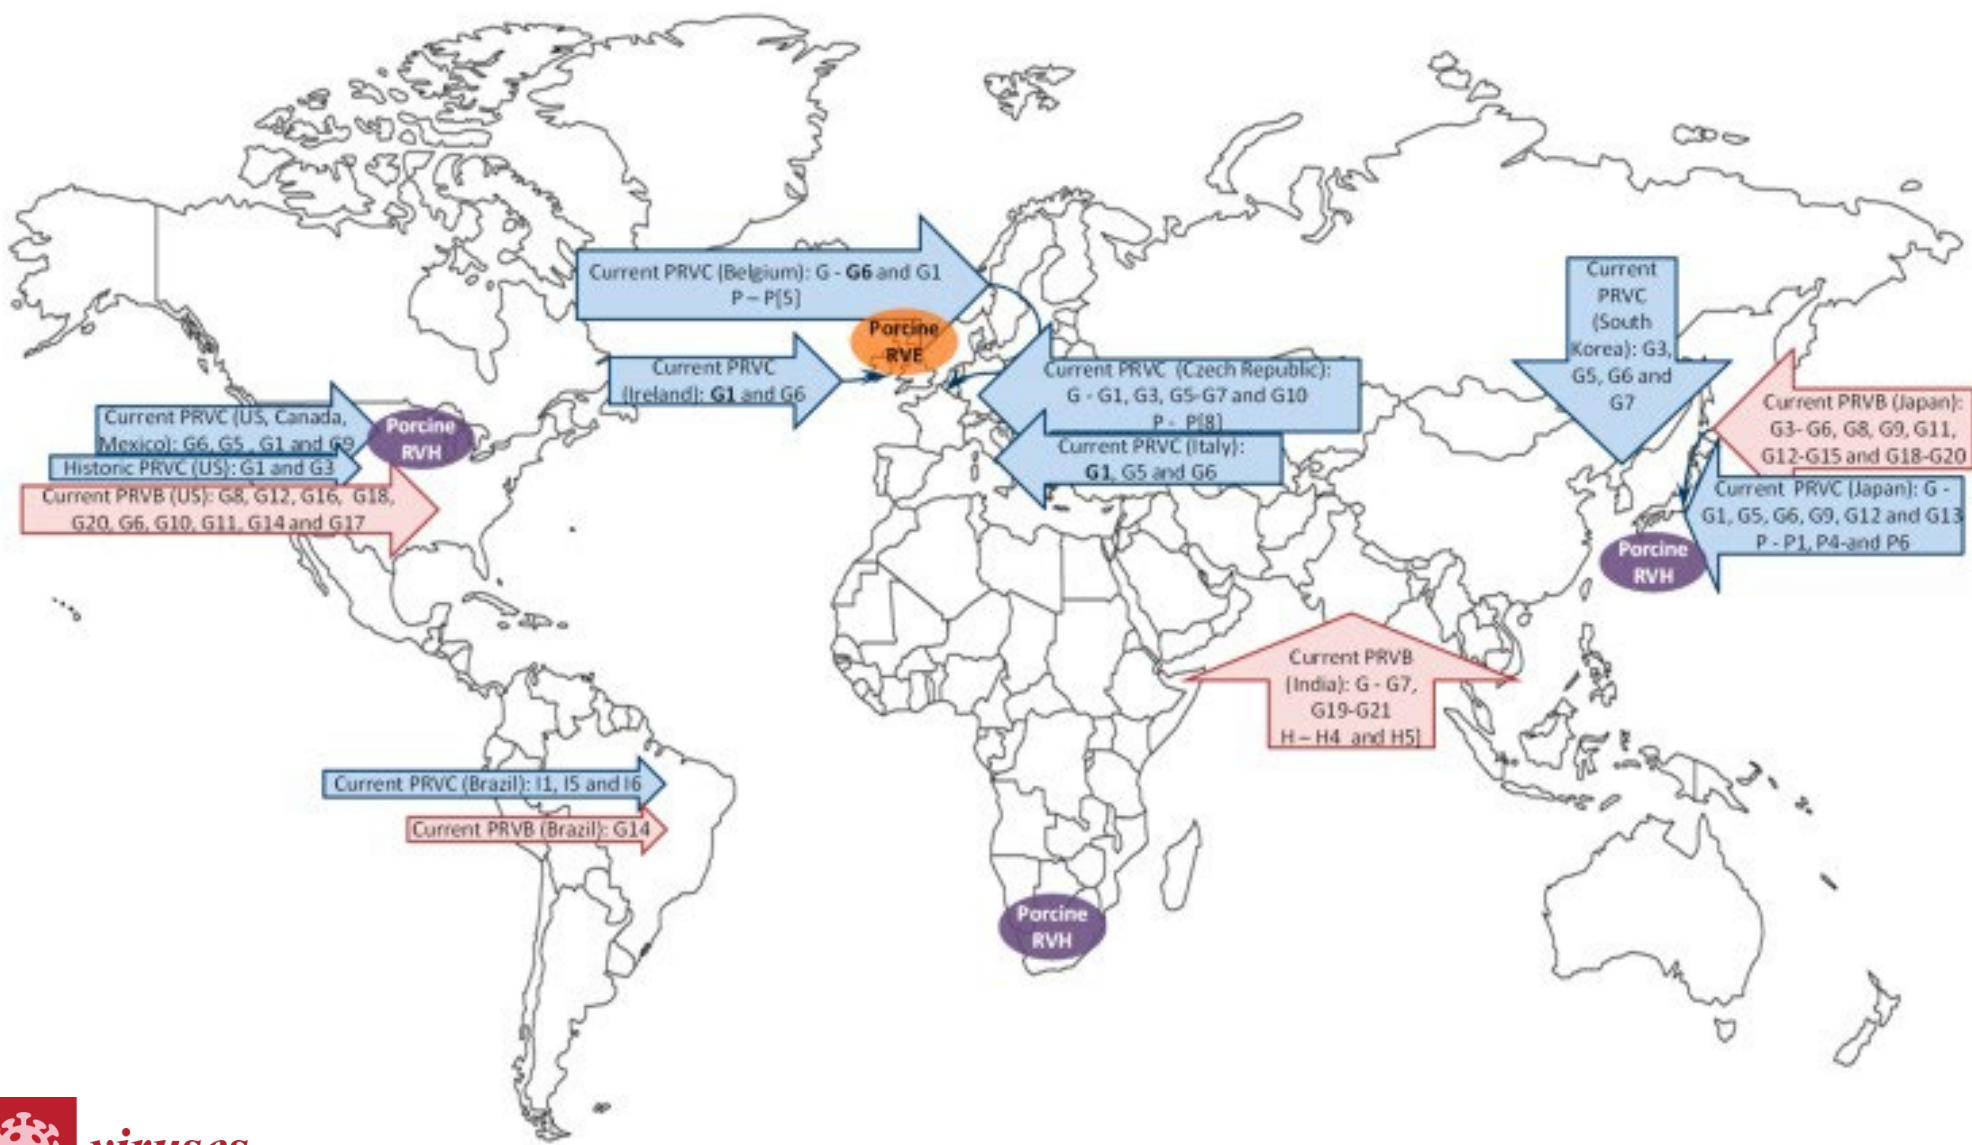 Current PRVC (Belgium): G - G6 and G1
P – P[5]
Porcine
RVE
Current PRVC
(Ireland): G1 and G6
Current PRVC (Czech Republic):
G - G1, G3, G5-G7 and G10
P - P[8]
Current PRVC (Italy):
G1, G5 and G6
Current
PRVC
(South
Korea): G3,
G5, G6 and
G7
Current PRVB (Japan):
G3- G6, G8, G9, G11,
G12-G15 and G18-G20
Current PRVC (Japan): G -
G1, G5, G6, G9, G12 and G13
P - P1, P4-and P6
Porcine
RVH
Current PRVC (US, Canada,
Mexico): G6, G5 , G1 and G9
Porcine
RVH
Historic PRVC (US): G1 and G3
Current PRVB (US): G8, G12, G16, G18,
G20, G6, G10, G11, G14 and G17
Current PRVB
(India): G - G7,
G19-G21
H – H4 and H5]
Current PRVC (Brazil): I1, I5 and I6
Current PRVB (Brazil): G14
Porcine
RVH
viruses